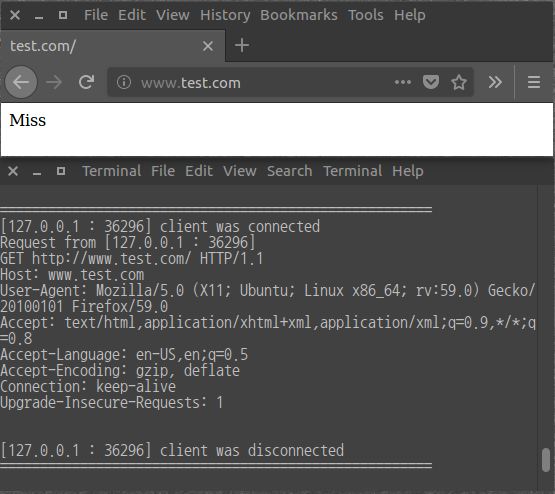 File Edit View History Bookmarks Tools Help
test.com/
www.test.com
Miss
Terminal File Edit View Search Terminal Help
==================================================
[127.0.0.1 : 36296] client was connected
Request from [127.0.0.1 : 36296]
GET http://www.test.com/ HTTP/1.1
Host: www.test.com
User-Agent: Mozilla/5.0 (X11; Ubuntu; Linux x86_64; rv:59.0) Gecko/
20100101 Firefox/59.0
Accept: text/html,application/xhtml+xml,application/xml;q=0.9,*/*;q
=0.8
Accept-Language: en-US,en;q=0.5
Accept-Encoding: gzip, deflate
Connection: keep-alive
Upgrade-Insecure-Requests: 1
[127.0.0.1 : 36296] client was disconnected
==================================================